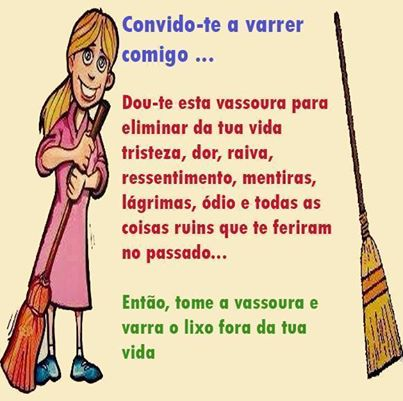 Convido-te a varrer
comigo ...
Dou-te esta vassoura para
eliminar da tua vida
tristeza, dor, raiva,
ressentimento, mentiras,
lágrimas, ódio e todas as
coisas ruins que te feriram
no passado...
Então, tome a vassoura e
varra o lixo fora da tua
vida